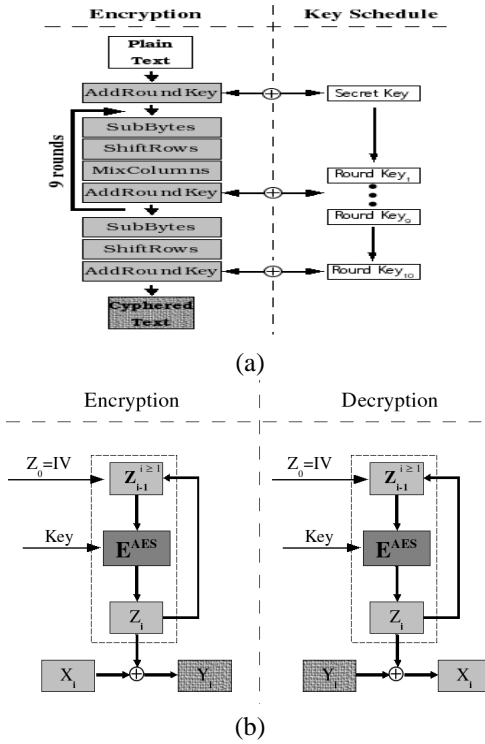 Encryption
Key Schedule
Plain
Text
AddRoundKey
Secret Key
9 rounds
SubBytes
ShiftRows
MixColumns
AddRoundKey
Round Key1
Round Key9
SubBytes
ShiftRows
AddRoundKey
Round Key10
Cyphered
Text
(a)
Encryption
Decryption
Z0=IV
Zi-1 i ≥ 1
Key
E^AES
Zi
Xi
Yi
Z0=IV
Zi-1 i ≥ 1
Key
E^AES
Zi
Yi
Xi
(b)